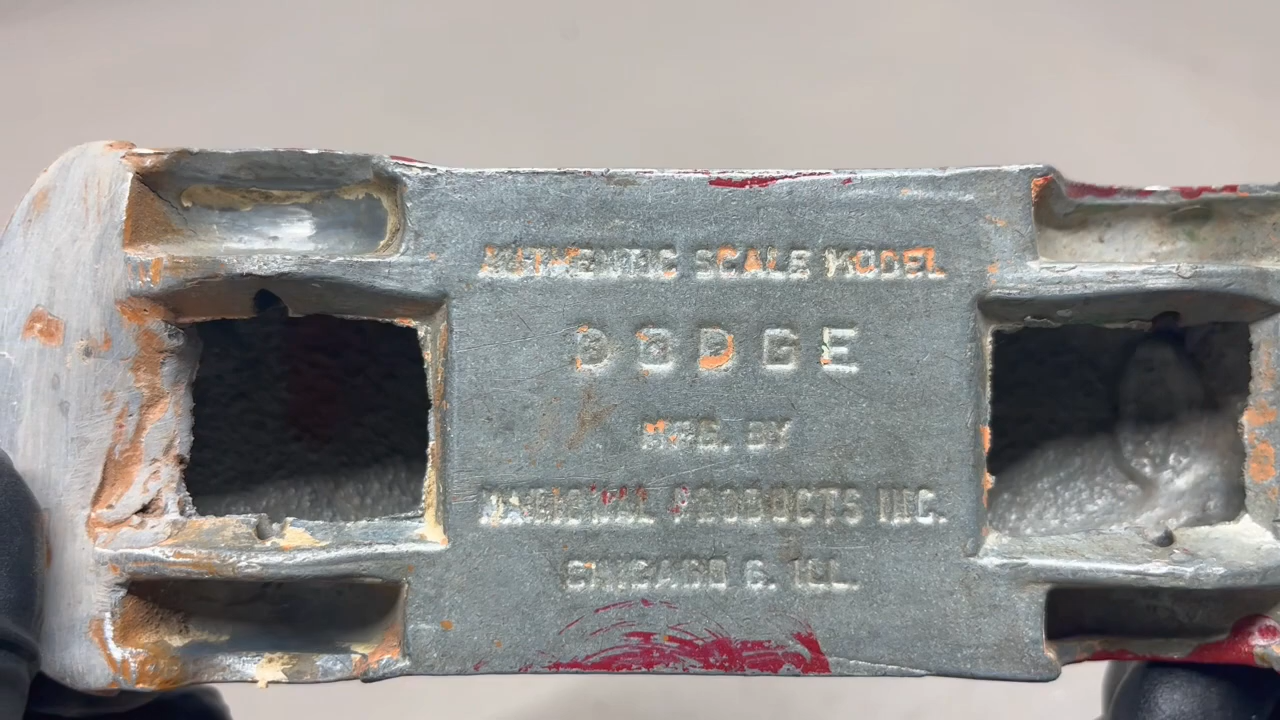 AUTHENTIC SCALE MODEL
DODGE
MFG. BY
NATIONAL PRODUCTS INC.
CHICAGO 6. ILL.